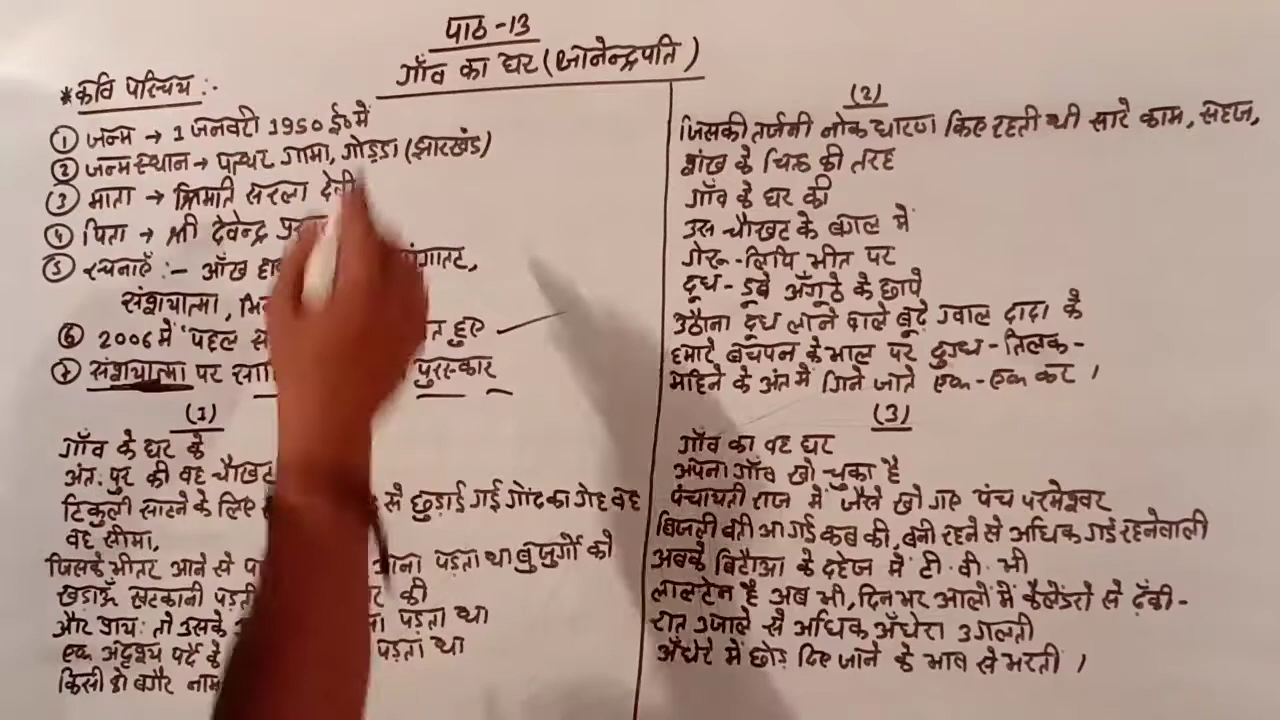 पाठ -13
गाँव का घर (ज्ञानेन्द्रपति)
*कवि परिचय :-
① जन्म → 1 जनवरी 1950 ई० में
② जन्म स्थान → पत्थर गामा, गोड्डा (झारखंड)
③ माता → श्रिमति सरला देवी
④ पिता → श्री देवेन्द्र
⑤ रचनाएँ :- आँख गंगातट,
संशयात्मा,
⑥ 2006 में 'पहल हुए
⑦ संशयात्मा पर पुरस्कार
(1)
गाँव के घर के
अंतः पुर की वह चौखट
टिकुली साटने के लिए से छुड़ाई गई गोंद का गेह वह
वह सीमा,
जिसके भीतर आने से पड़ता था बुजुर्गों को
खड़ाऊँ खटकानी पड़ती की
और प्रायः तो उसके पड़ता था
एक अदृश्य पर्दे के पड़ता था
किसी को बगैर नाम
(2)
जिसकी तर्जनी नोक धारण किए रहती थी सारे काम, सहज,
शंख के चिह्न की तरह
गाँव के घर की
उस चौखट के बगल में
गेरू-लिपि भीत पर
दूध-डूबे अँगूठे के छापे
उठौना दूध लाने वाले बूढ़े ग्वाल दादा के
हमारे बचपन के भाल पर दुग्ध-तिलक-
महिने के अंत में गिने जाते एक-एक कर ।
(3)
गाँव का वह घर
अपना गाँव खो चुका है
पंचायती राज में जैसे खो गए पंच परमेश्वर
बिजली बती आ गई कब की, बनी रहने से अधिक गई रहनेवाली
अबके बिटौआ के दहेज में टी. वी. भी
लालटेन है अब भी, दिनभर आलों में कैलेंडरों से ढँकी-
रात उजाले से अधिक अँधेरा उगलती
अँधेरे में छोड़ दिए जाने के भाव से भरती ।